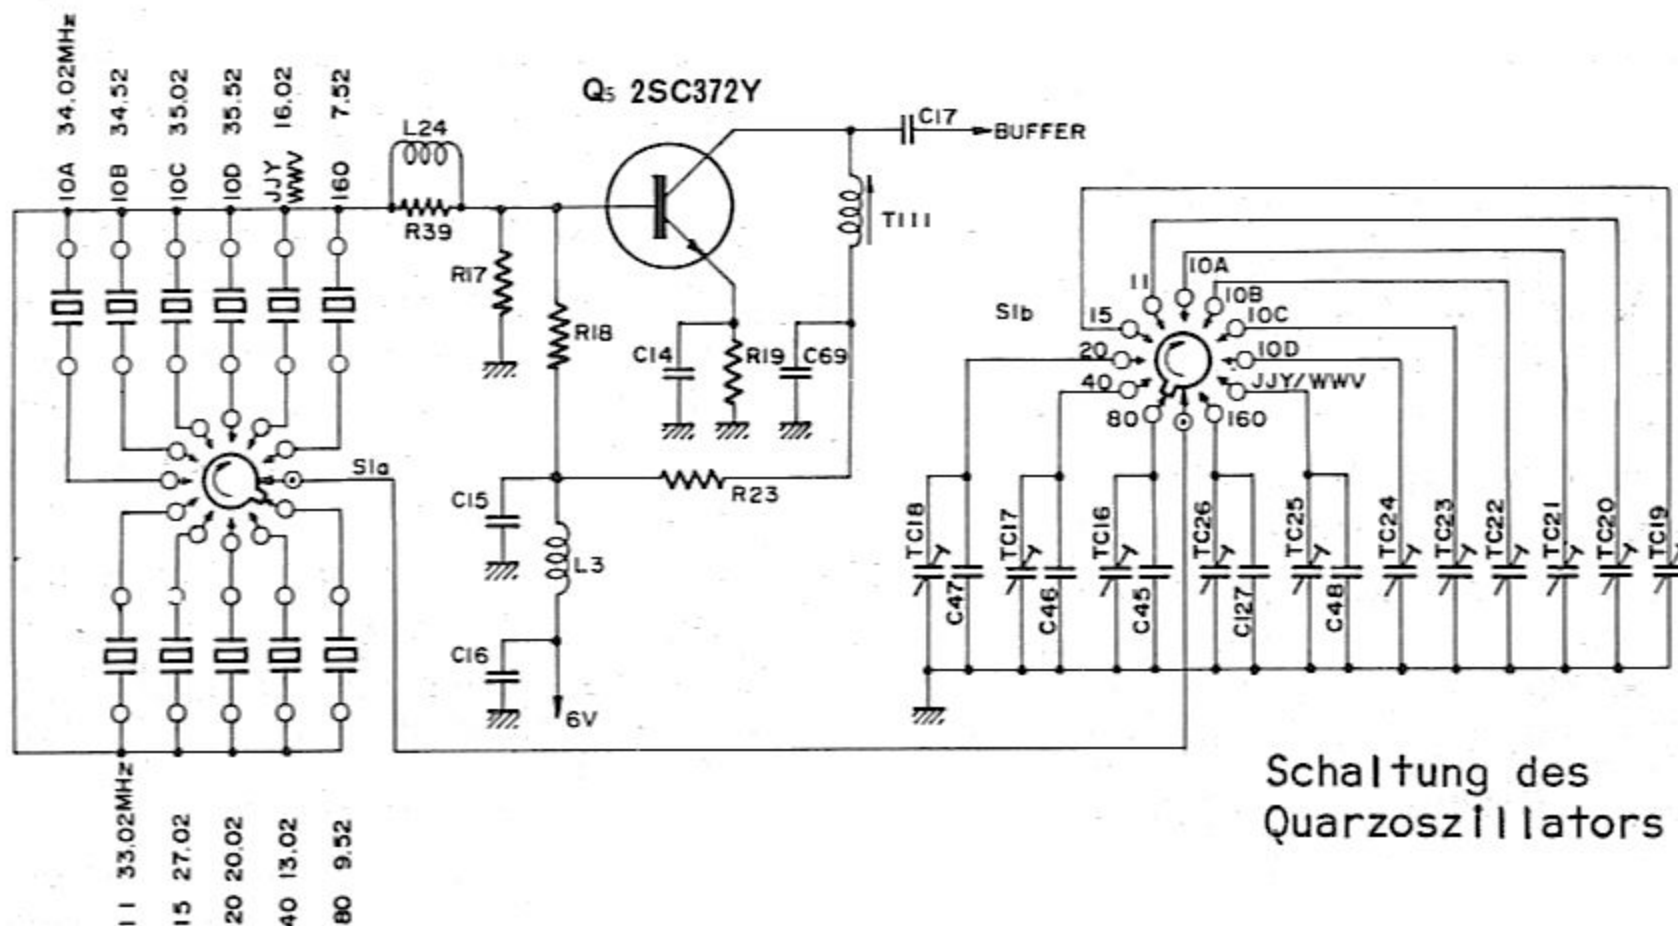 10A 34.02MHz
10B 34.52
10C 35.02
10D 35.52
JJY
WWV 16.02
160 7.52
Q5 2SC372Y
L24
R39
C17
BUFFER
T111
R17
R18
C14
R19
C69
S1a
C15
R23
L3
C16
6V
11 33.02MHz
15 27.02
20 20.02
40 13.02
80 9.52
S1b
10A
11
10B
15
10C
20
10D
40
JJY/WWV
80
160
TC18
C47
TC17
C46
TC16
C45
TC26
C127
TC25
C48
TC24
TC23
TC22
TC21
TC20
TC19
Schaltung des
Quarzoszillators